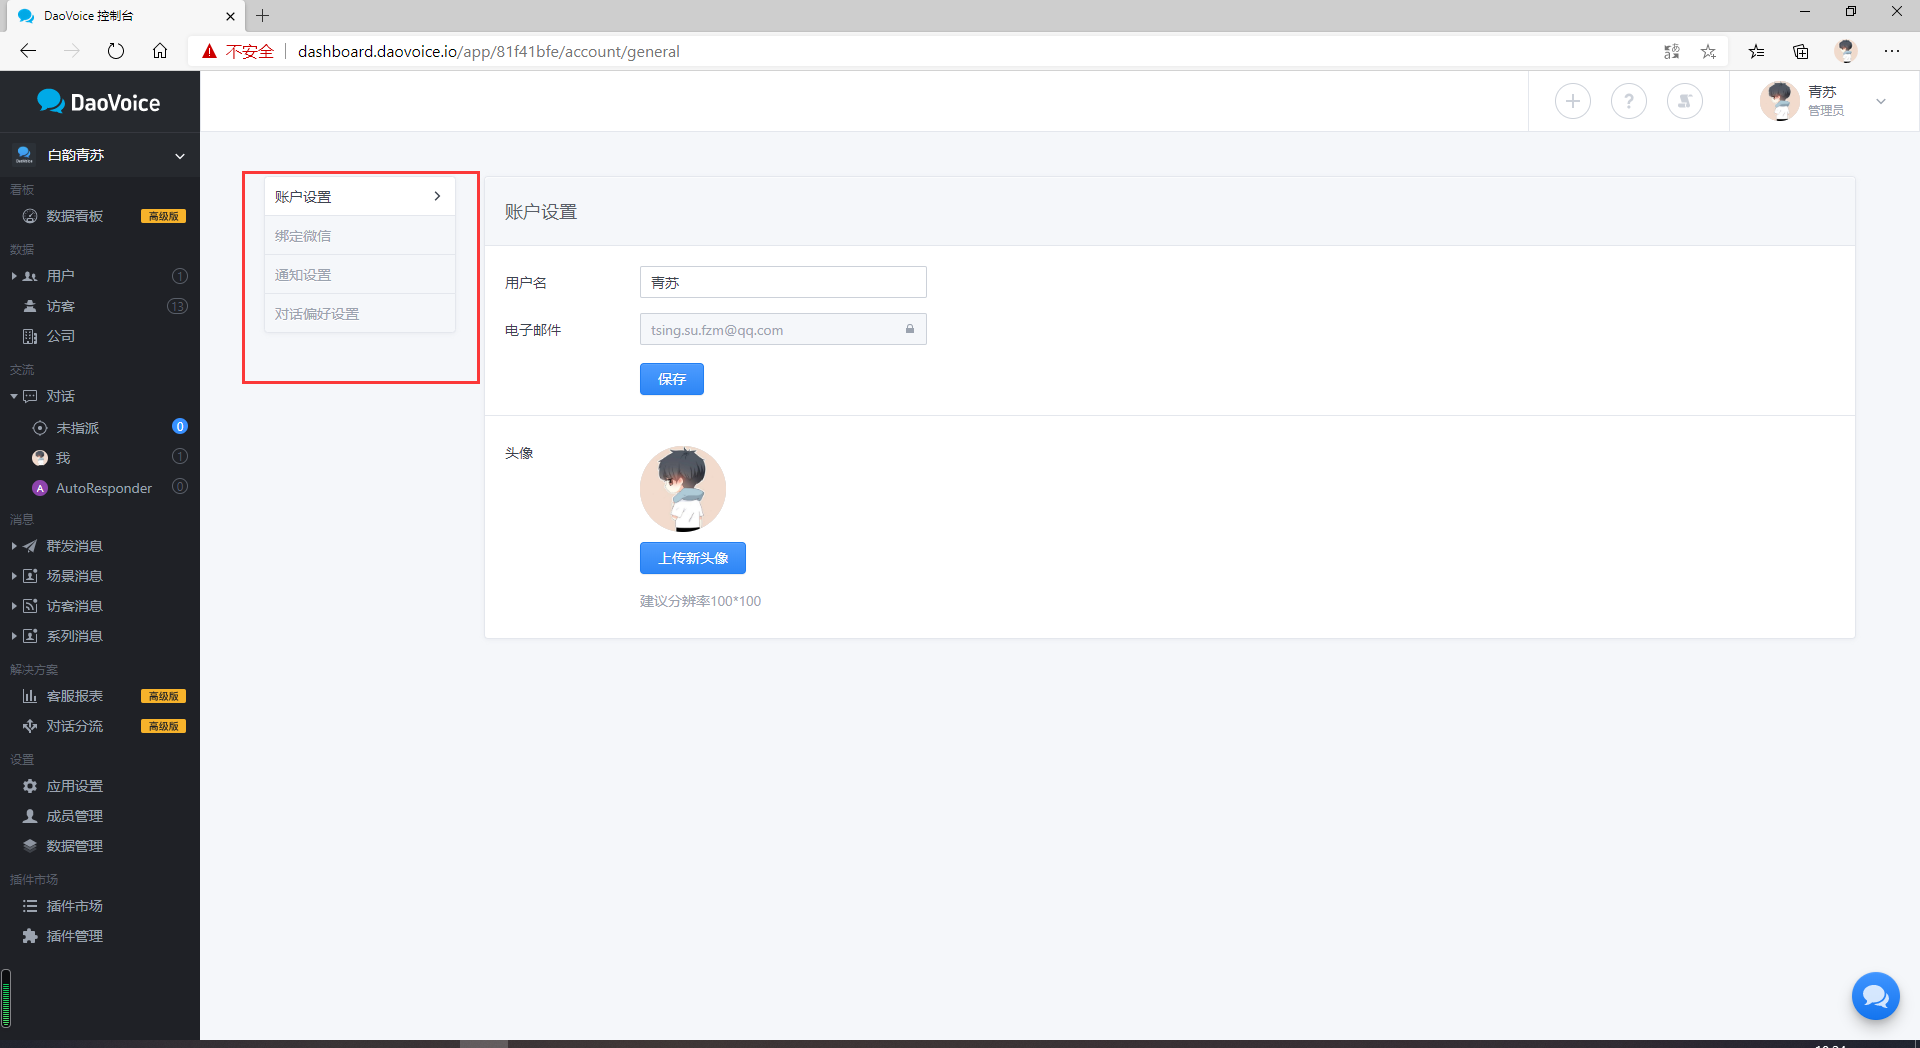 DaoVoice 控制台
不安全
dashboard.daovoice.io/app/81f41bfe/account/general
DaoVoice
白韵青苏
看板
数据看板 高级版
数据
用户 1
访客 13
公司
交流
对话
未指派 0
我 1
A AutoResponder 0
消息
群发消息
场景消息
访客消息
系列消息
解决方案
客服报表 高级版
对话分流 高级版
设置
应用设置
成员管理
数据管理
插件市场
插件市场
插件管理
青苏
管理员
账户设置
绑定微信
通知设置
对话偏好设置
账户设置
用户名 青苏
电子邮件 tsing.su.fzm@qq.com
保存
头像
上传新头像
建议分辨率100*100